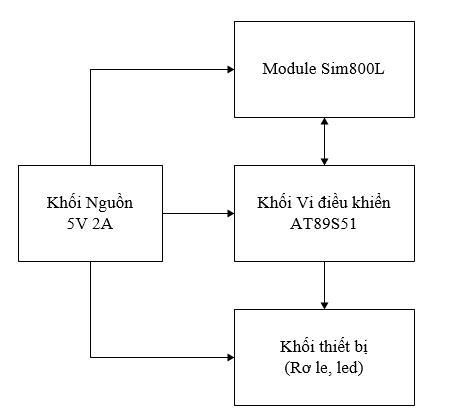 Module Sim800L
Khối Nguồn
5V 2A
Khối Vi điều khiển
AT89S51
Khối thiết bị
(Rơ le, led)